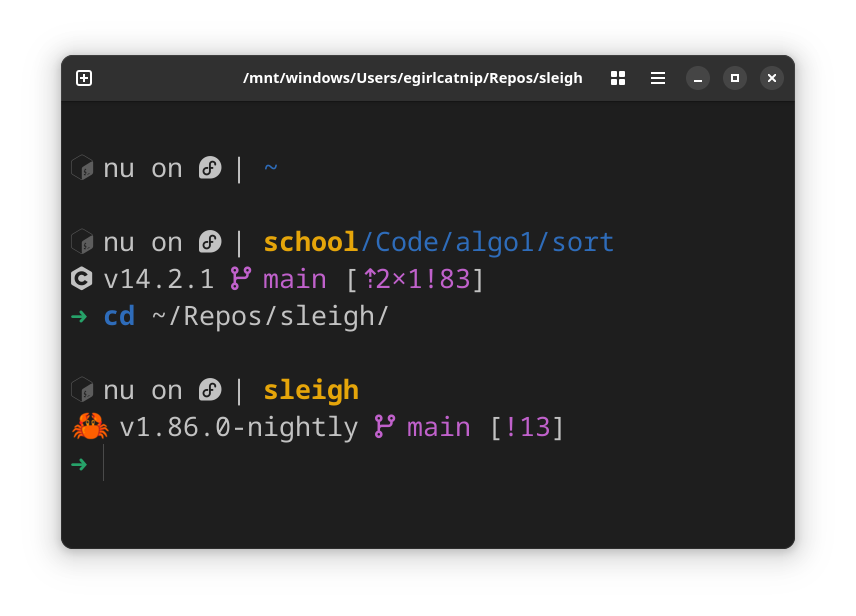 /mnt/windows/Users/egirlcatnip/Repos/sleigh
nu on | ~
nu on | school/Code/algo1/sort
C v14.2.1 main [⇡2×1!83]
➜ cd ~/Repos/sleigh/
nu on | sleigh
🦀 v1.86.0-nightly main [!13]
➜